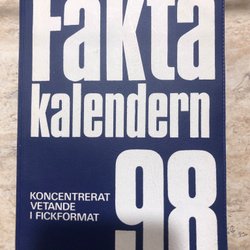 Fakta
kalendern
98
KONCENTRERAT
VETANDE
I FICKFORMAT